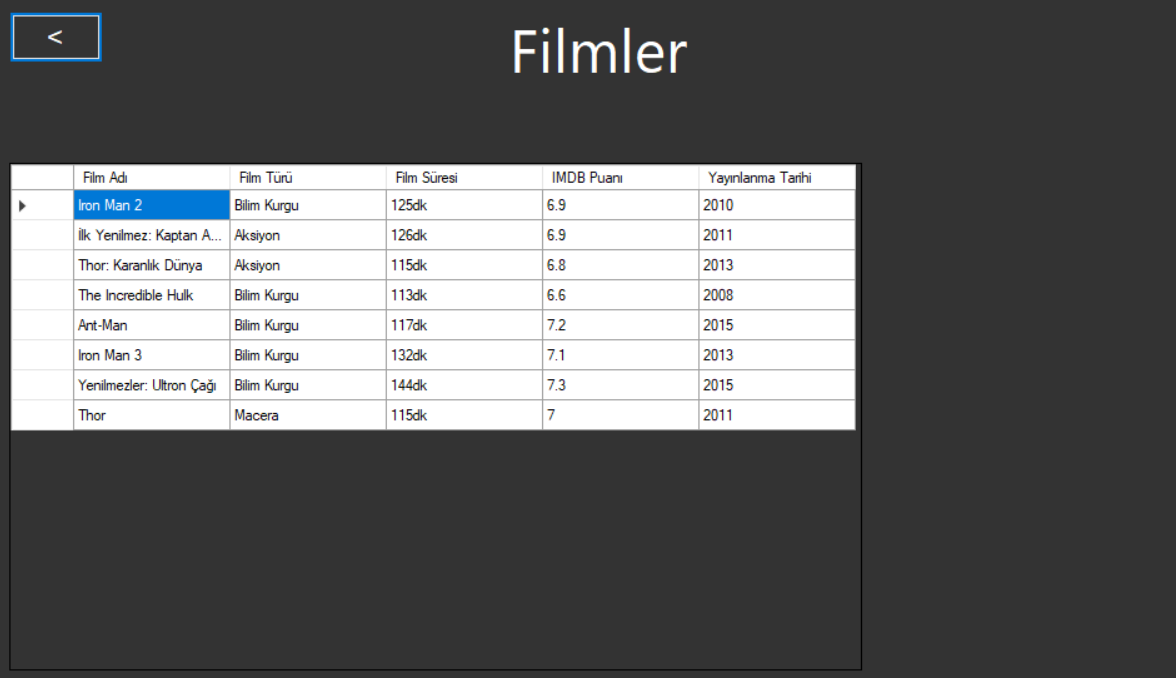 <
Filmler
Film Adı Film Türü Film Süresi IMDB Puanı Yayınlanma Tarihi
Iron Man 2 Bilim Kurgu 125dk 6.9 2010
İlk Yenilmez: Kaptan A... Aksiyon 126dk 6.9 2011
Thor: Karanlık Dünya Aksiyon 115dk 6.8 2013
The Incredible Hulk Bilim Kurgu 113dk 6.6 2008
Ant-Man Bilim Kurgu 117dk 7.2 2015
Iron Man 3 Bilim Kurgu 132dk 7.1 2013
Yenilmezler: Ultron Çağı Bilim Kurgu 144dk 7.3 2015
Thor Macera 115dk 7 2011